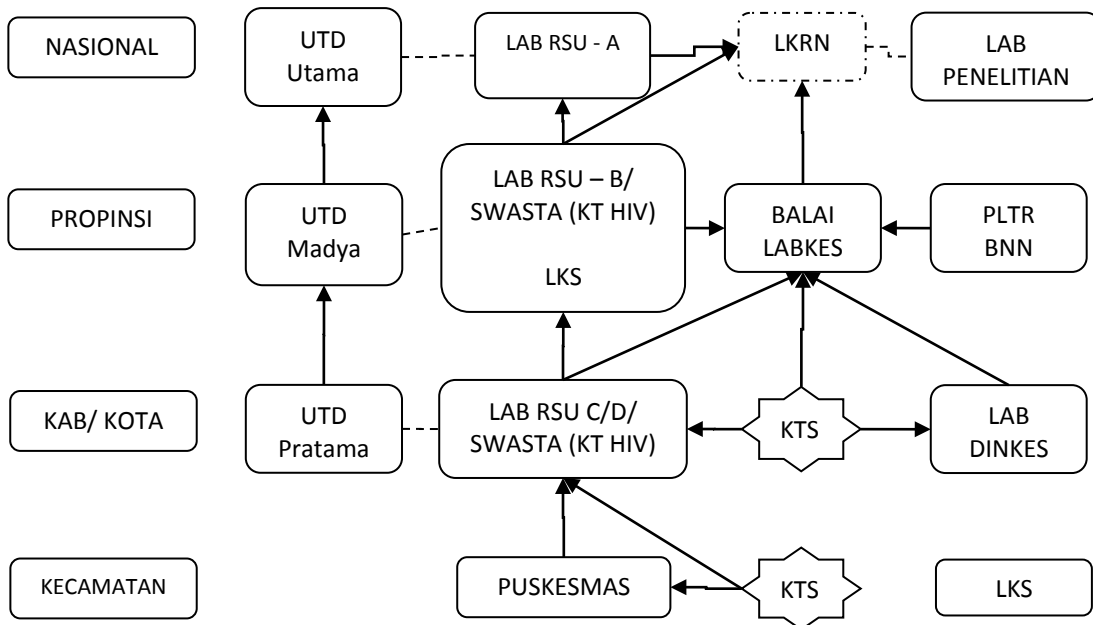 NASIONAL
UTD
Utama
LAB RSU - A
LKRN
LAB
PENELITIAN
PROPINSI
UTD
Madya
LAB RSU – B/
SWASTA (KT HIV)
LKS
BALAI
LABKES
PLTR
BNN
KAB/ KOTA
UTD
Pratama
LAB RSU C/D/
SWASTA (KT HIV)
KTS
LAB
DINKES
KECAMATAN
PUSKESMAS
KTS
LKS